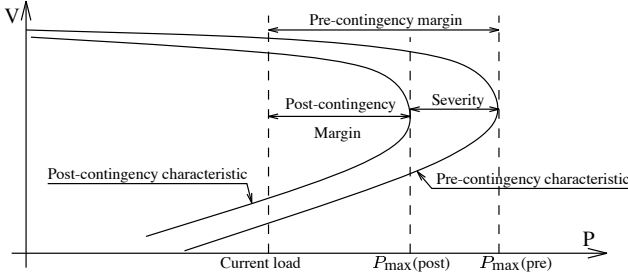 V
Pre-contingency margin
Post-contingency
Severity
Margin
Post-contingency characteristic
Pre-contingency characteristic
P
Current load
Pmax(post)
Pmax(pre)